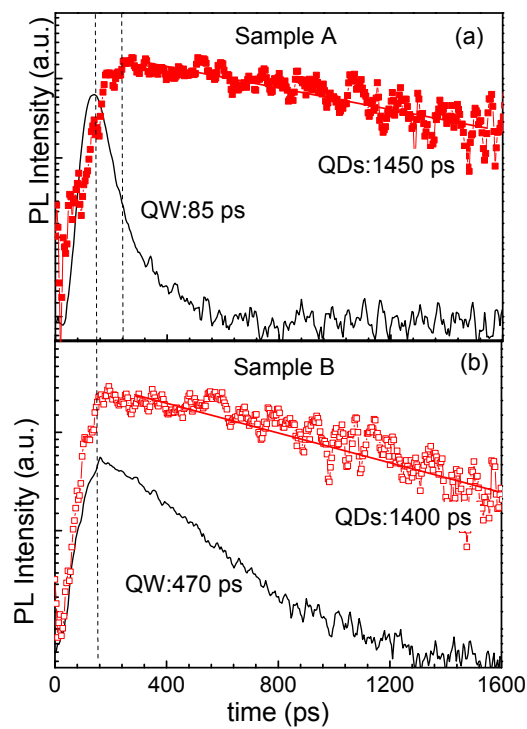 Sample A
(a)
PL Intensity (a.u.)
QDs:1450 ps
QW:85 ps
Sample B
(b)
PL Intensity (a.u.)
QDs:1400 ps
QW:470 ps
0 400 800 1200 1600
time (ps)